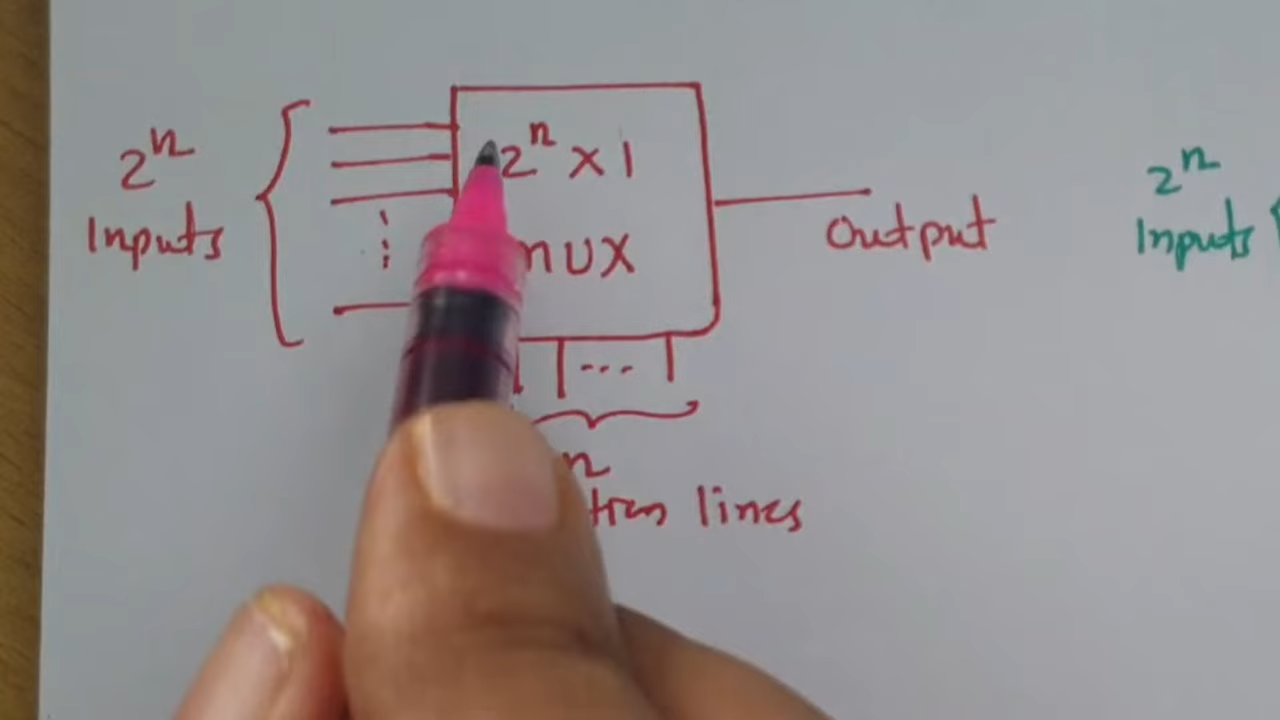 2ⁿ
Inputs
2ⁿ x 1
MUX
Output
n
lines
2ⁿ
Inputs